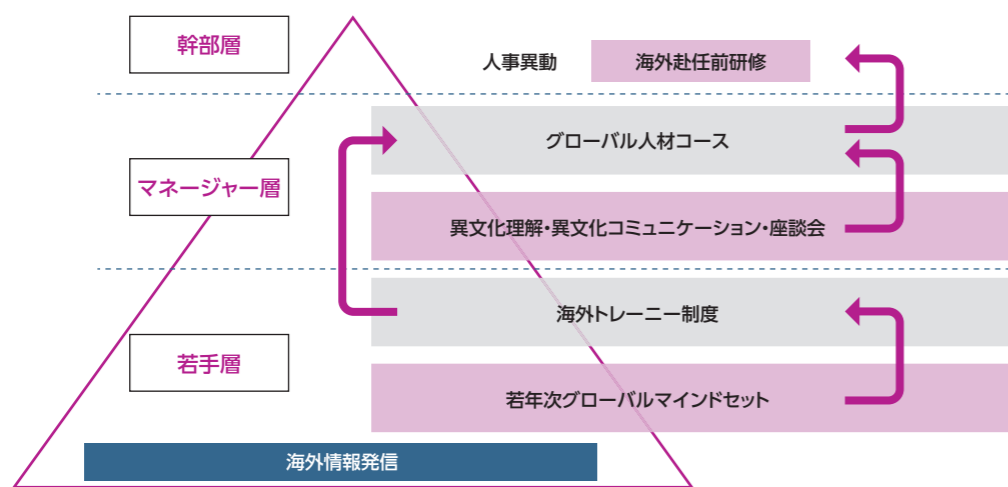 幹部層
人事異動
海外赴任前研修
グローバル人材コース
マネージャー層
異文化理解・異文化コミュニケーション・座談会
海外トレーニー制度
若手層
若年次グローバルマインドセット
海外情報発信